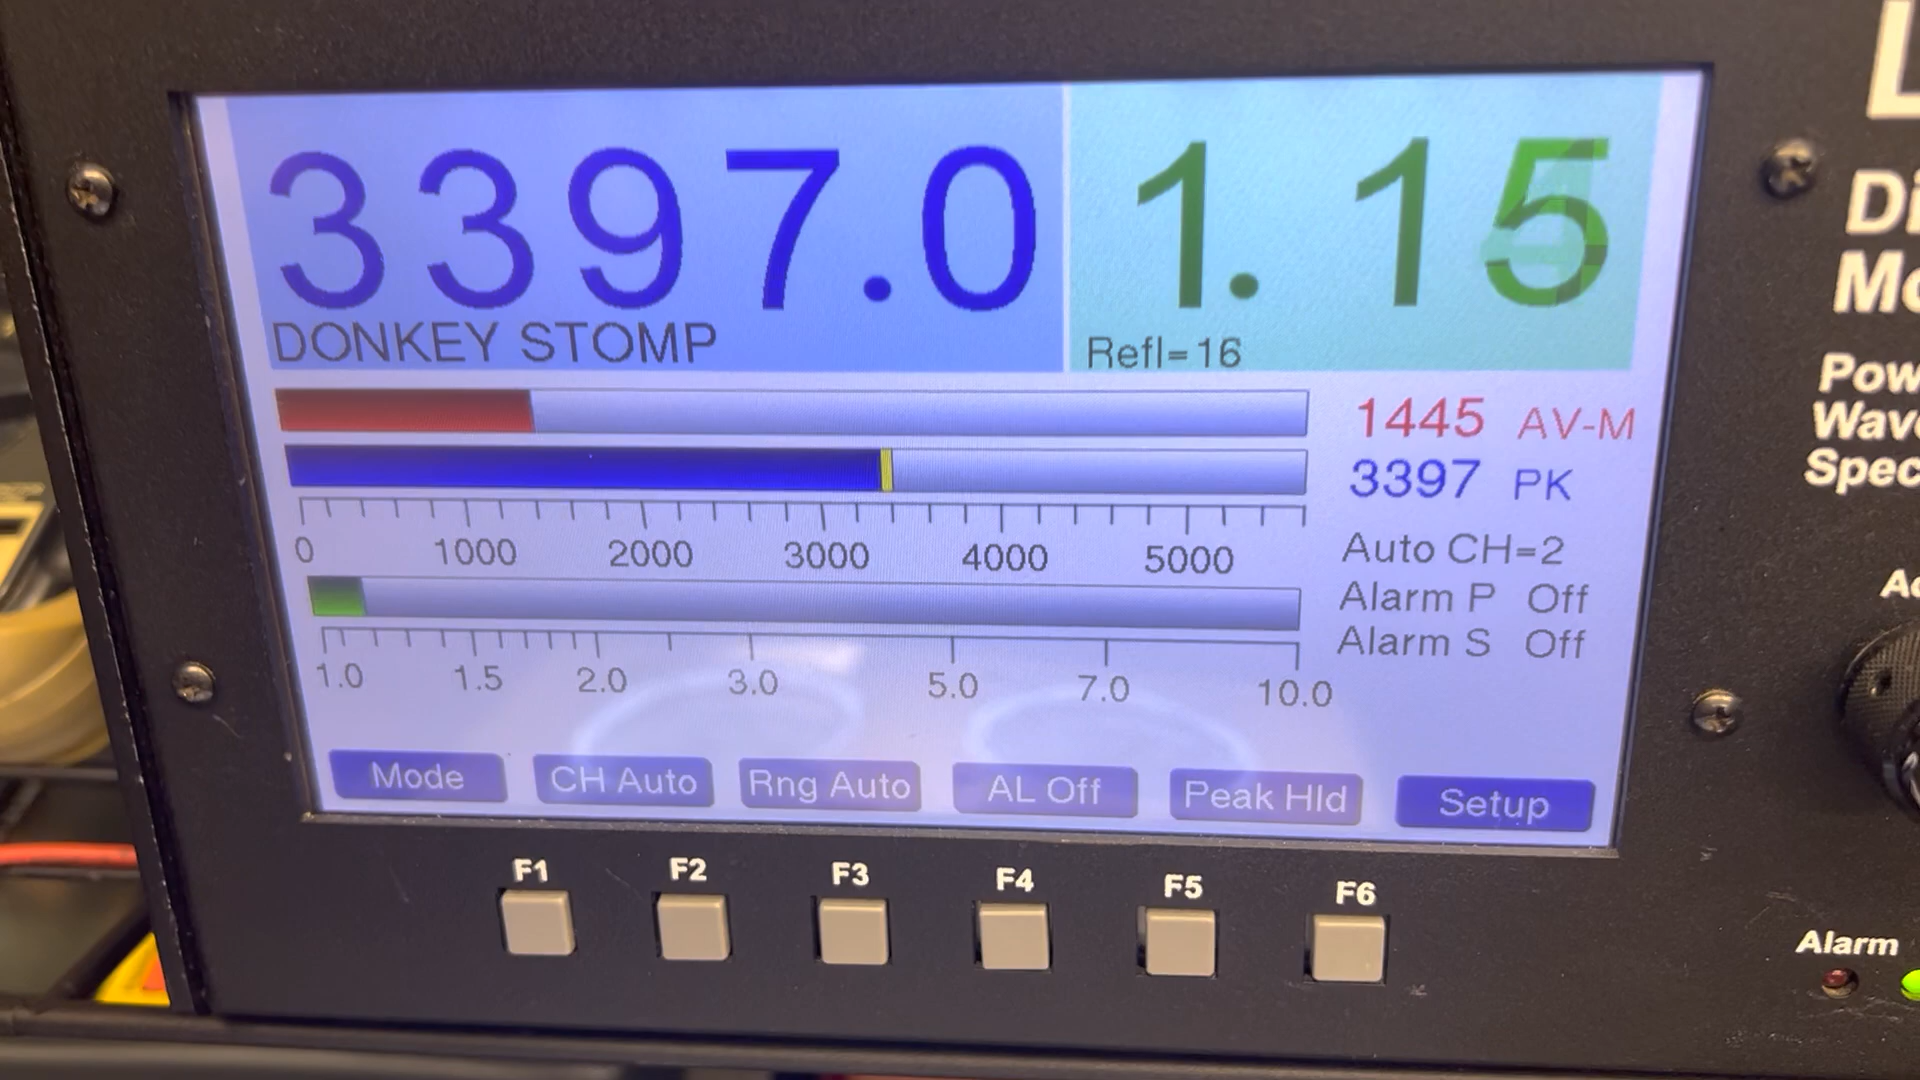 3397.0
1.15
DONKEY STOMP
Refl=16
1445 AV-M
3397 PK
0 1000 2000 3000 4000 5000
Auto CH=2
Alarm P Off
Alarm S Off
1.0 1.5 2.0 3.0 5.0 7.0 10.0
Mode CH Auto Rng Auto AL Off Peak Hld Setup
F1 F2 F3 F4 F5 F6
Alarm